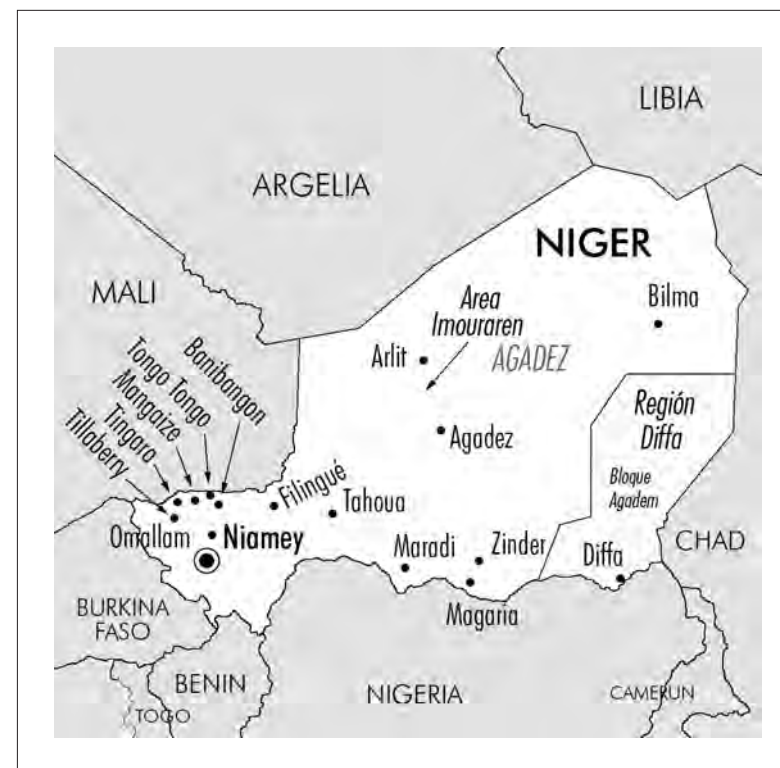 LIBIA
ARGELIA
NIGER
MALI
Area
Imouraren
Bilma
Arlit
AGADEZ
Banibangon
Tongo Tongo
Mangaize
Tingara
Tillaberry
Agadez
Región
Diffa
Bloque
Agadem
Filingué
Tahoua
Omallam
Niamey
Maradi
Zinder
Diffa
CHAD
Magaria
BURKINA
FASO
BENIN
NIGERIA
CAMERUN
TOGO